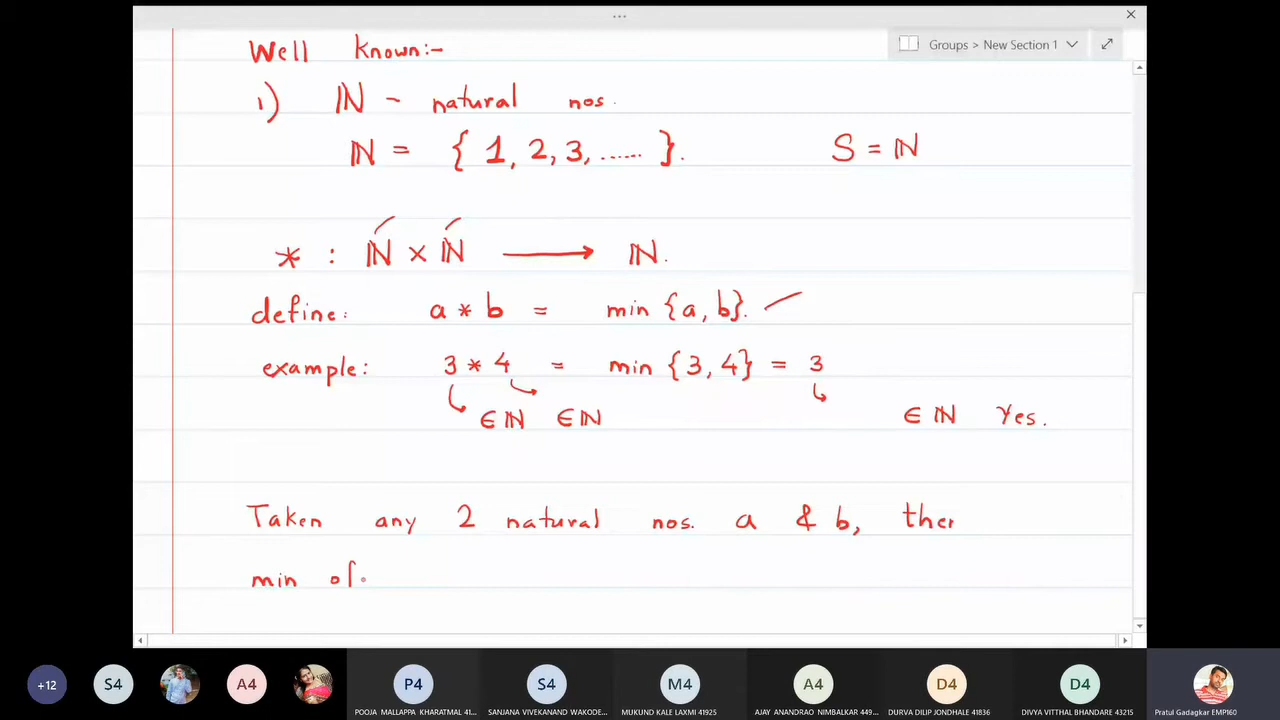 Groups > New Section 1
Well known:-
1) ℕ - natural nos.
ℕ = { 1, 2, 3, ...... }. S = ℕ
* : ℕ × ℕ ⟶ ℕ.
define: a * b = min {a, b}.
example: 3 * 4 = min {3, 4} = 3
∈ ℕ ∈ ℕ ∈ ℕ Yes.
Taken any 2 natural nos. a & b, then
min of
+12 S4 A4 P4 S4 M4 A4 D4 D4
POOJA MALLAPPA KHARATMAL 41... SANJANA VIVEKANAND WAKODE... MUKUND KALE LAXMI 41925 AJAY ANANDRAO NIMBALKAR 449... DURVA DILIP JONDHALE 41836 DIVYA VITTHAL BHANDARE 43215 Pratul Gadagkar EMP160